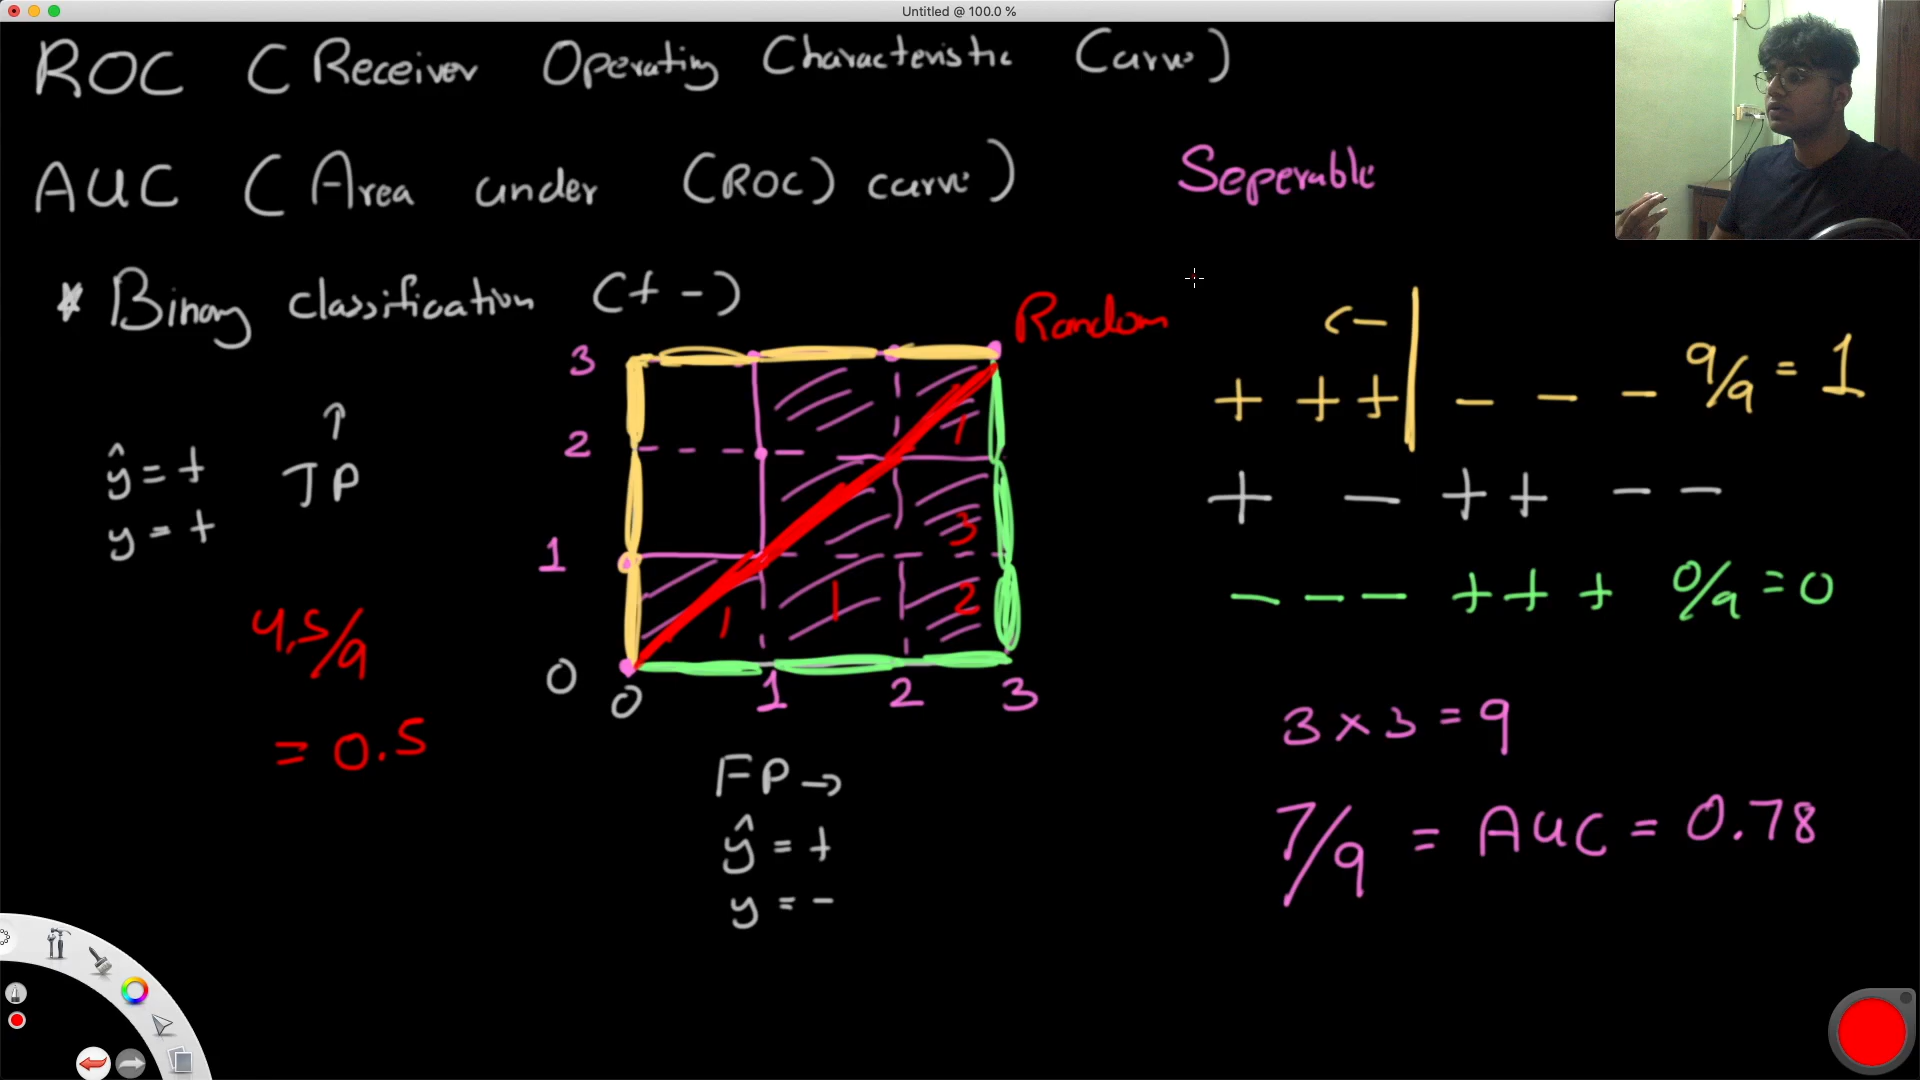 Untitled @ 100.0 %
ROC ( Receiver Operating Characteristic Curve)
AUC ( Area under (ROC) curve)
Seperable
* Binary classification (+ -)
Random
3
2
1
0
0 1 2 3
↑
TP
ŷ = +
y = +
4.5/9
= 0.5
1
3
1 1 2
FP →
ŷ = +
y = -
<-
+ + + | - - - 9/9 = 1
+ - + + - -
- - - + + + 0/9 = 0
3 x 3 = 9
7/9 = AUC = 0.78